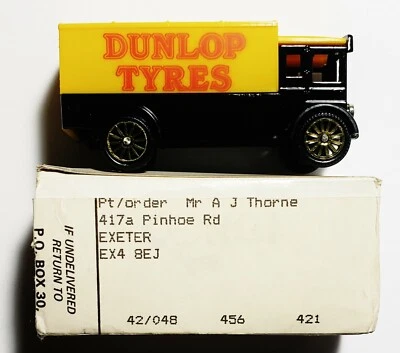 DUNLOP
TYRES
Pt/order Mr A J Thorne
417a Pinhoe Rd
EXETER
EX4 8EJ
42/048 456 421
IF UNDELIVERED
RETURN TO
P.O. BOX 30,